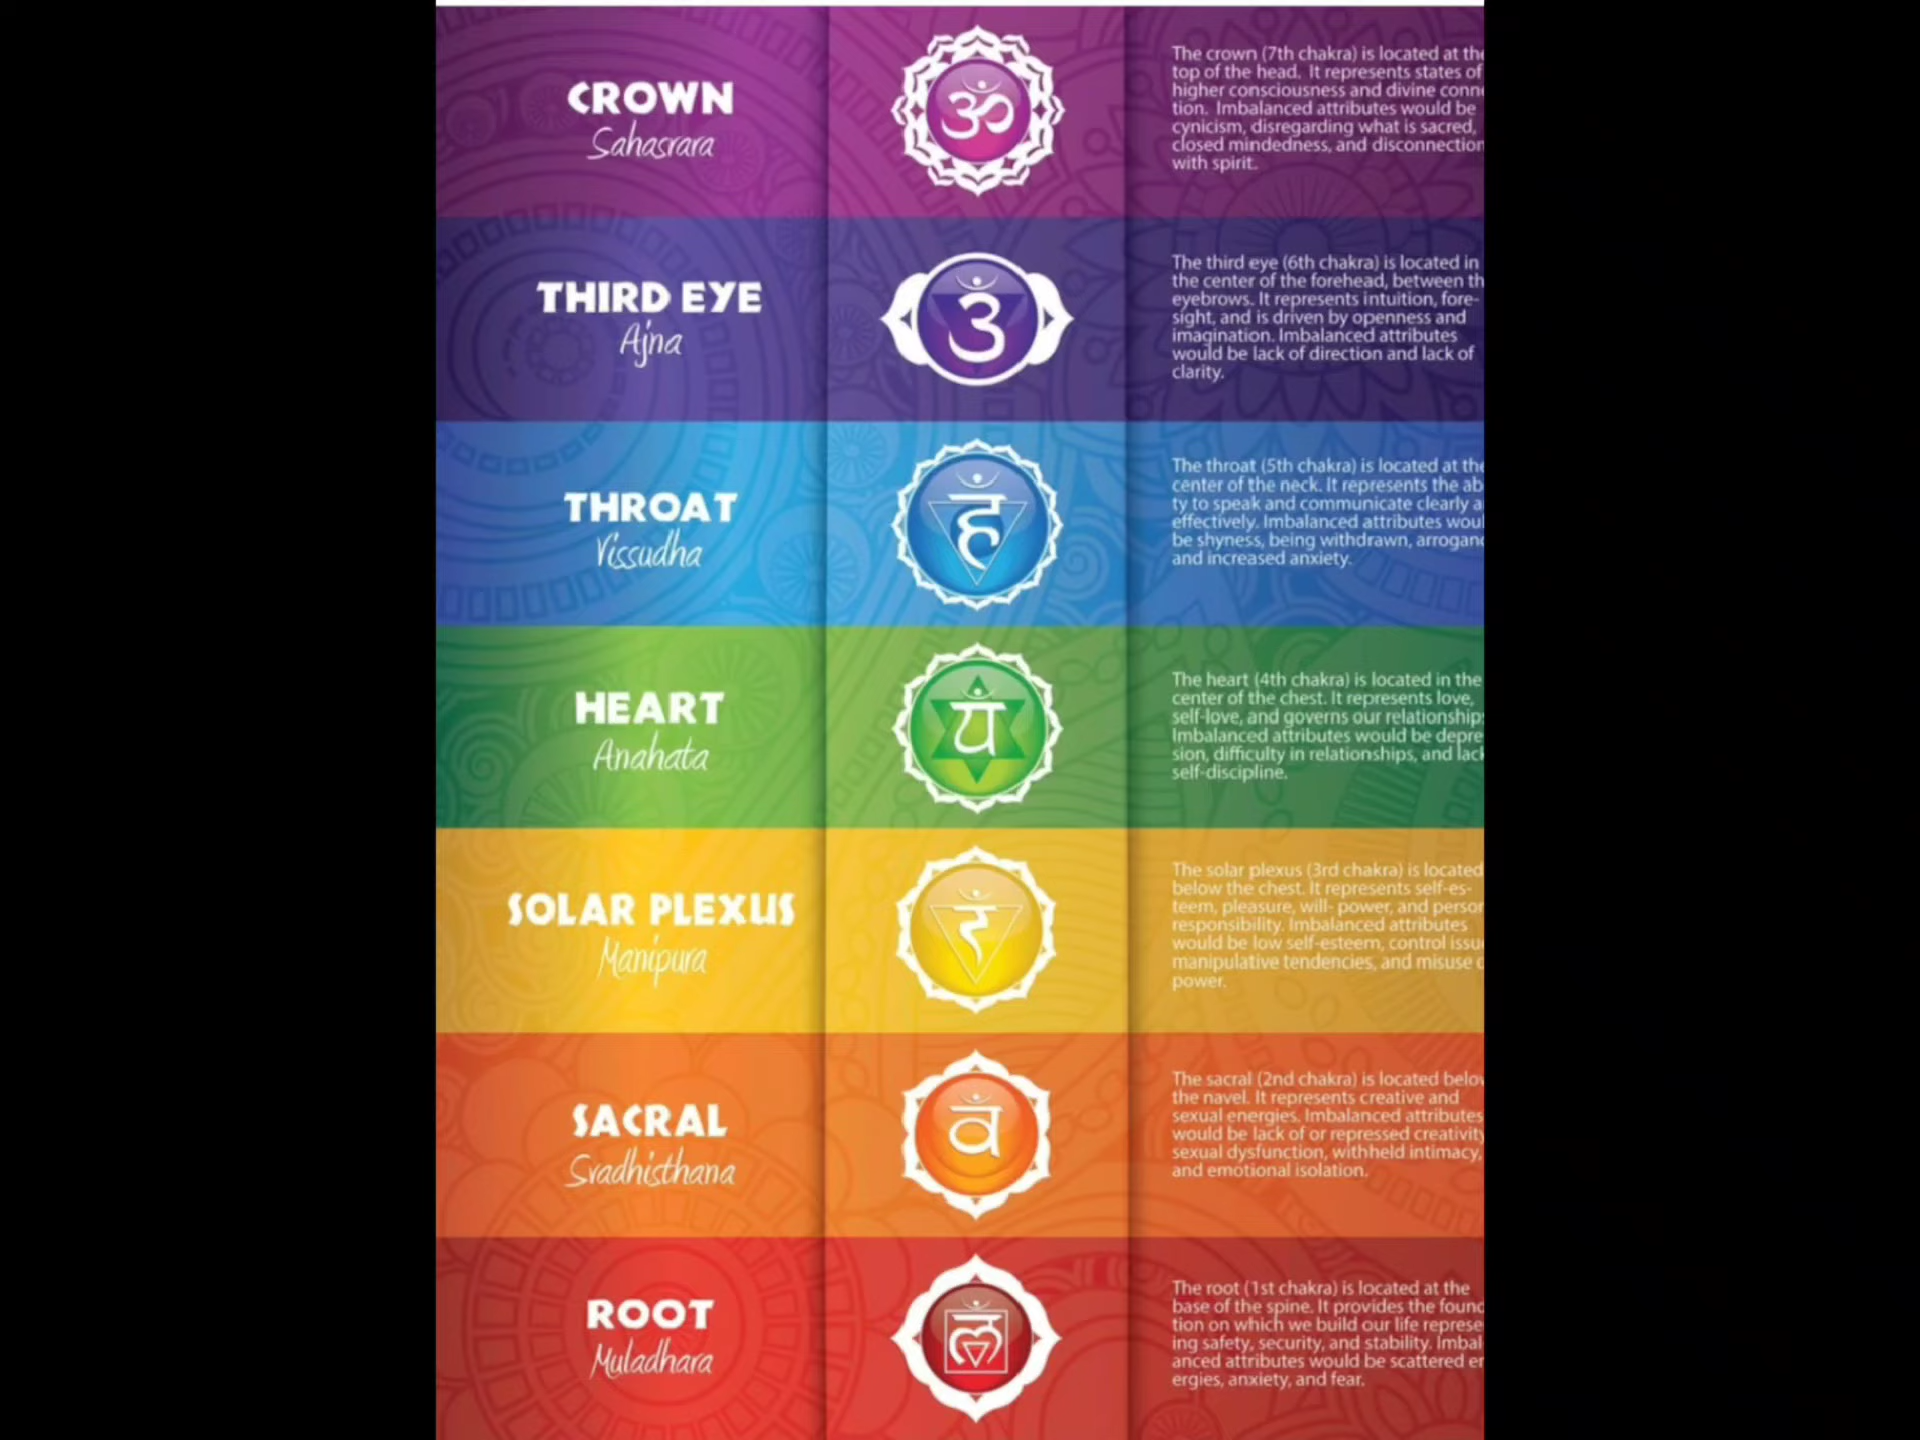 CROWN
Sahasrara
ॐ
The crown (7th chakra) is located at the
top of the head. It represents states of
higher consciousness and divine conne
tion. Imbalanced attributes would be
cynicism, disregarding what is sacred,
closed mindedness, and disconnection
with spirit.
THIRD EYE
Ajna
The third eye (6th chakra) is located in
the center of the forehead, between th
eyebrows. It represents intuition, fore-
sight, and is driven by openness and
imagination. Imbalanced attributes
would be lack of direction and lack of
clarity.
THROAT
Vissudha
हं
The throat (5th chakra) is located at the
center of the neck. It represents the ab
ty to speak and communicate clearly a
effectively. Imbalanced attributes woul
be shyness, being withdrawn, arroganc
and increased anxiety.
HEART
Anahata
यं
The heart (4th chakra) is located in the
center of the chest. It represents love,
self-love, and governs our relationships
Imbalanced attributes would be depre
sion, difficulty in relationships, and lack
self-discipline.
SOLAR PLEXUS
Manipura
रं
The solar plexus (3rd chakra) is located
below the chest. It represents self-es-
teem, pleasure, will- power, and person
responsibility. Imbalanced attributes
would be low self-esteem, control issu
manipulative tendencies, and misuse o
power.
SACRAL
Svadhisthana
वं
The sacral (2nd chakra) is located below
the navel. It represents creative and
sexual energies. Imbalanced attributes
would be lack of or repressed creativity
sexual dysfunction, withheld intimacy,
and emotional isolation.
ROOT
Muladhara
लं
The root (1st chakra) is located at the
base of the spine. It provides the found
tion on which we build our life represe
ing safety, security, and stability. Imbal
anced attributes would be scattered en
ergies, anxiety, and fear.